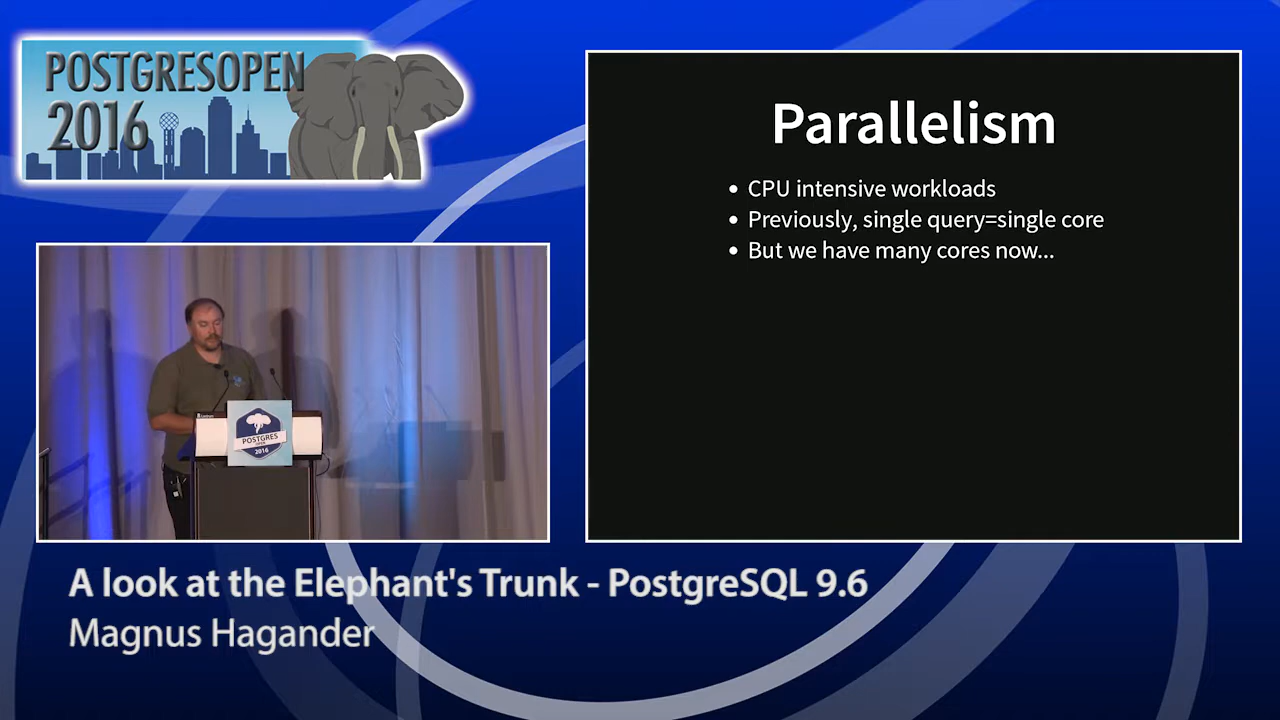 POSTGRESOPEN
2016
Parallelism
• CPU intensive workloads
• Previously, single query=single core
• But we have many cores now...
POSTGRES
OPEN
2016
A look at the Elephant's Trunk - PostgreSQL 9.6
Magnus Hagander